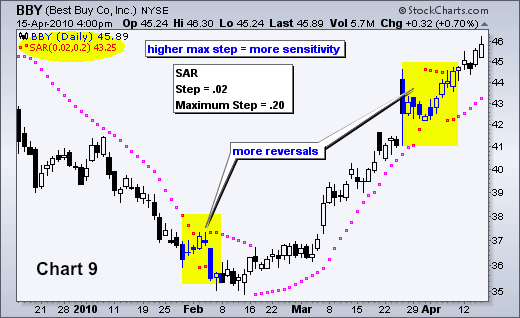 BBY (Best Buy Co, Inc.) NYSE
© StockCharts.com
15-Apr-2010 4:00pm Op 45.24 Hi 46.30 Lo 45.24 Last 45.89 Vol 5.7M Chg +0.32 (+0.70%)
BBY (Daily) 45.89
SAR(0.02,0.2) 43.25
higher max step = more sensitivity
SAR
Step = .02
Maximum Step = .20
more reversals
Chart 9
46
45
44
43
42
41
40
39
38
37
36
35
21 28 2010 11 19 25 Feb 8 16 22 Mar 8 15 22 29 Apr 12